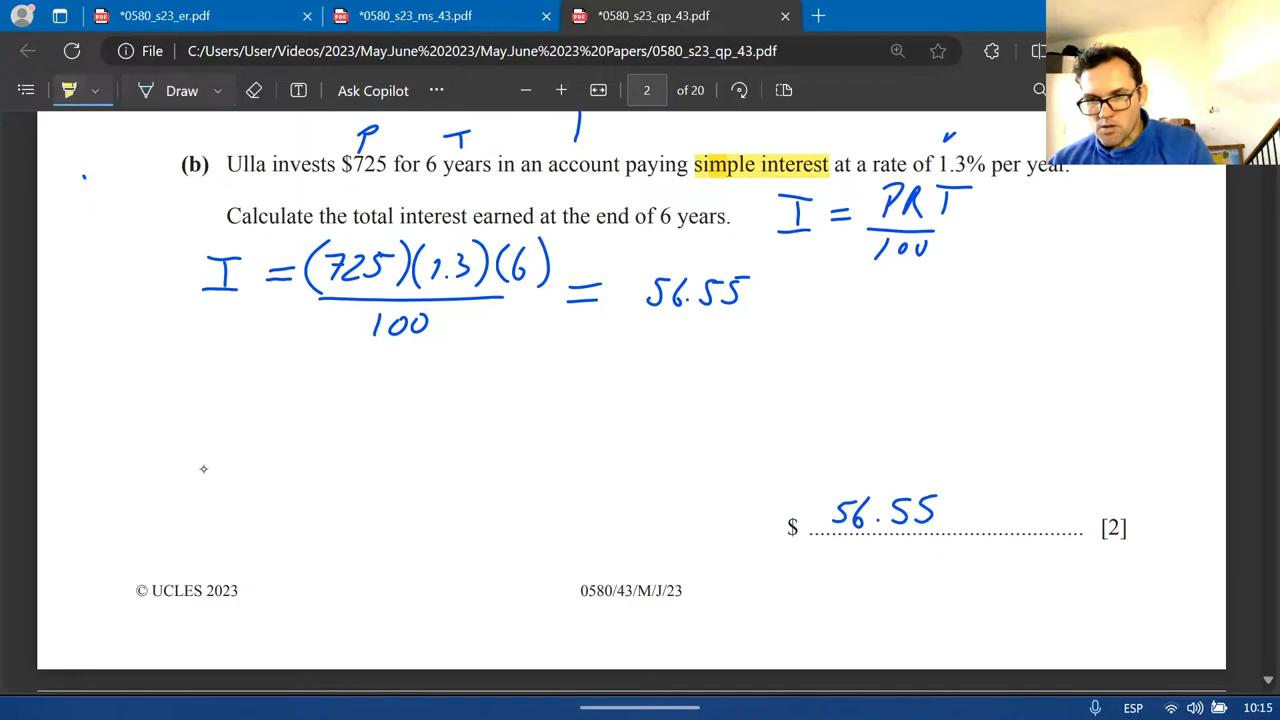 *0580_s23_er.pdf
*0580_s23_ms_43.pdf
*0580_s23_qp_43.pdf
File C:/Users/User/Videos/2023/May.June%202023/May.June%2023%20Papers/0580_s23_qp_43.pdf
Draw Ask Copilot 2 of 20
P T r
(b) Ulla invests $725 for 6 years in an account paying simple interest at a rate of 1.3% per year.
Calculate the total interest earned at the end of 6 years.
I = PRT / 100
I = (725)(1.3)(6) / 100 = 56.55
$ 56.55 [2]
© UCLES 2023
0580/43/M/J/23
ESP 10:15